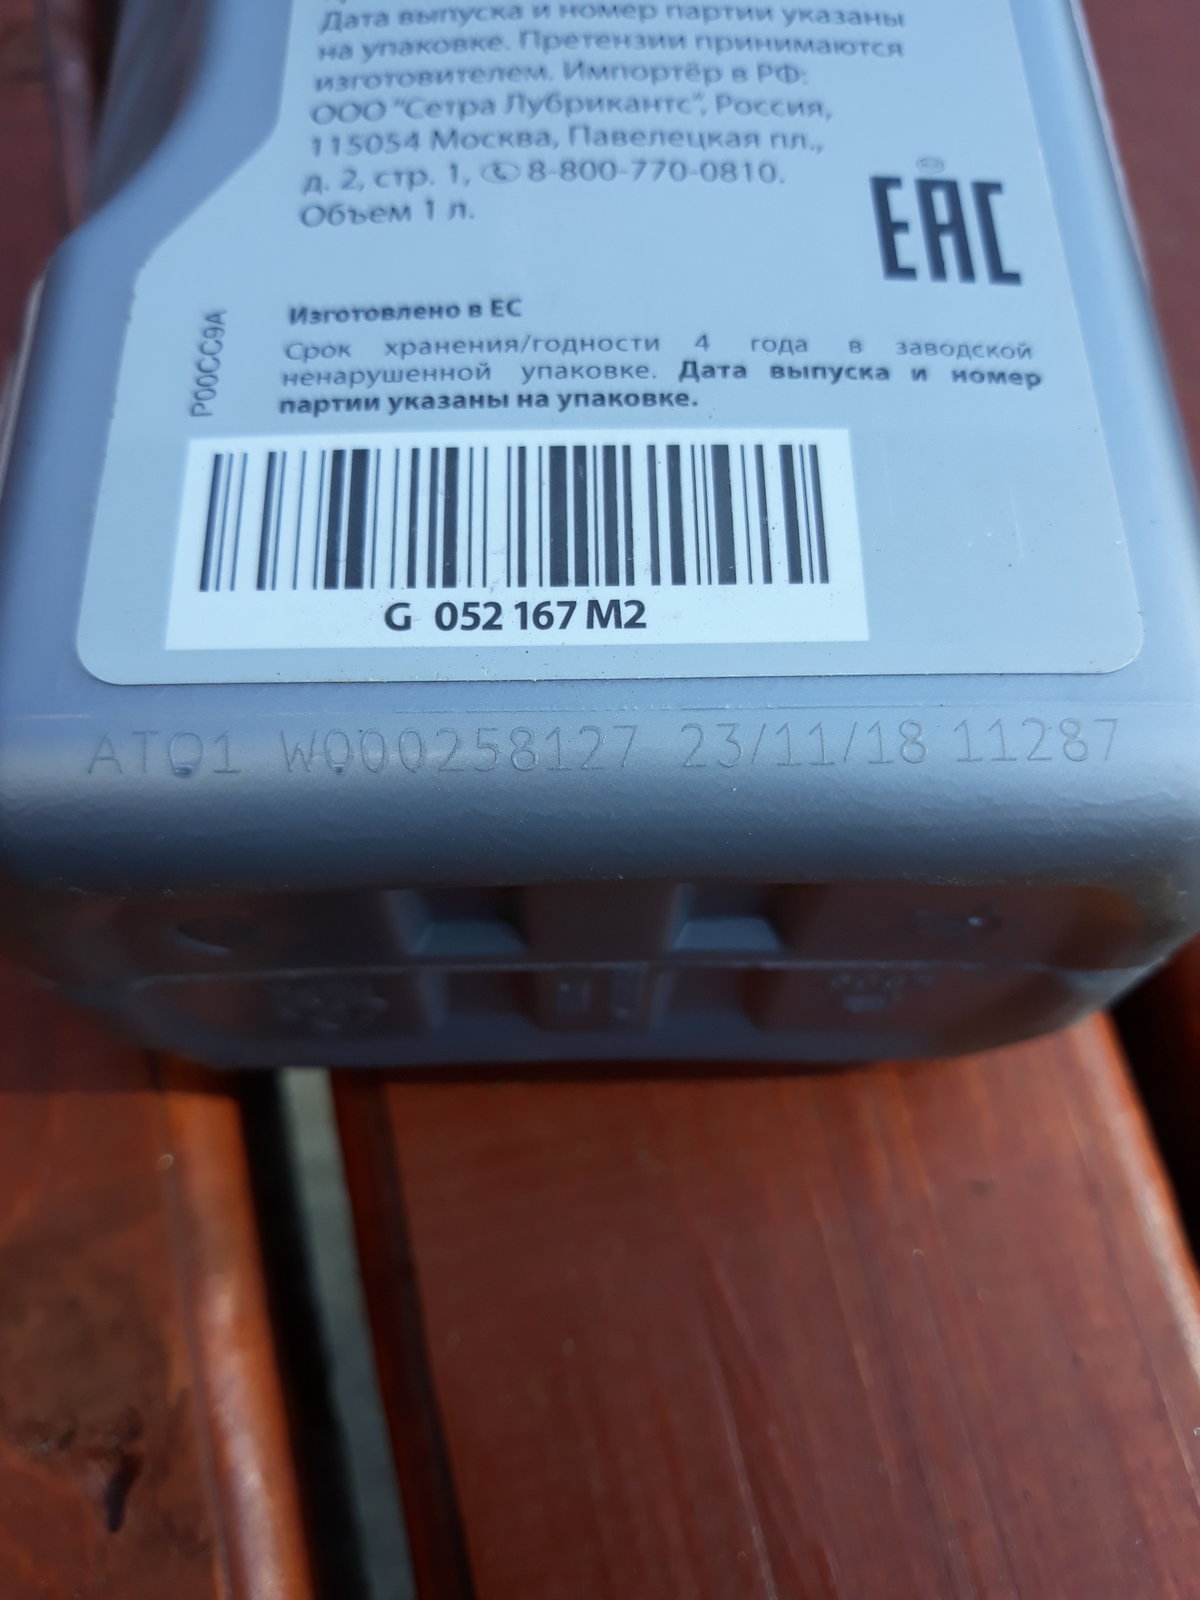 Дата выпуска и номер партии указаны
на упаковке. Претензии принимаются
изготовителем. Импортёр в РФ:
ООО "Сетра Лубрикантс", Россия,
115054 Москва, Павелецкая пл.,
д. 2, стр. 1, 8-800-770-0810.
Объем 1 л.
EAC
Изготовлено в ЕС
P00CC9A
Срок хранения/годности 4 года в заводской
ненарушенной упаковке. Дата выпуска и номер
партии указаны на упаковке.
G 052 167 M2
ATO1 W000258127 23/11/18 11287